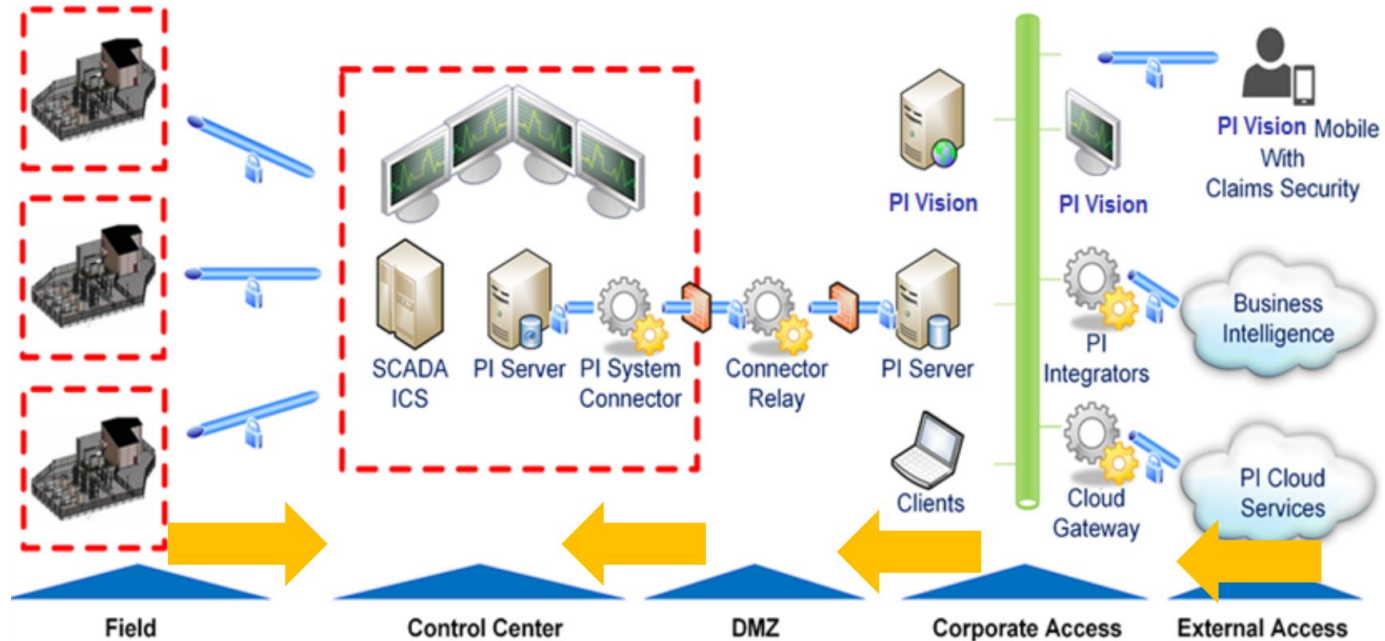 PI Vision
PI Vision
PI Vision Mobile
With
Claims Security
SCADA
ICS
PI Server
PI System
Connector
Connector
Relay
PI Server
PI
Integrators
Business
Intelligence
Clients
Cloud
Gateway
PI Cloud
Services
Field
Control Center
DMZ
Corporate Access
External Access